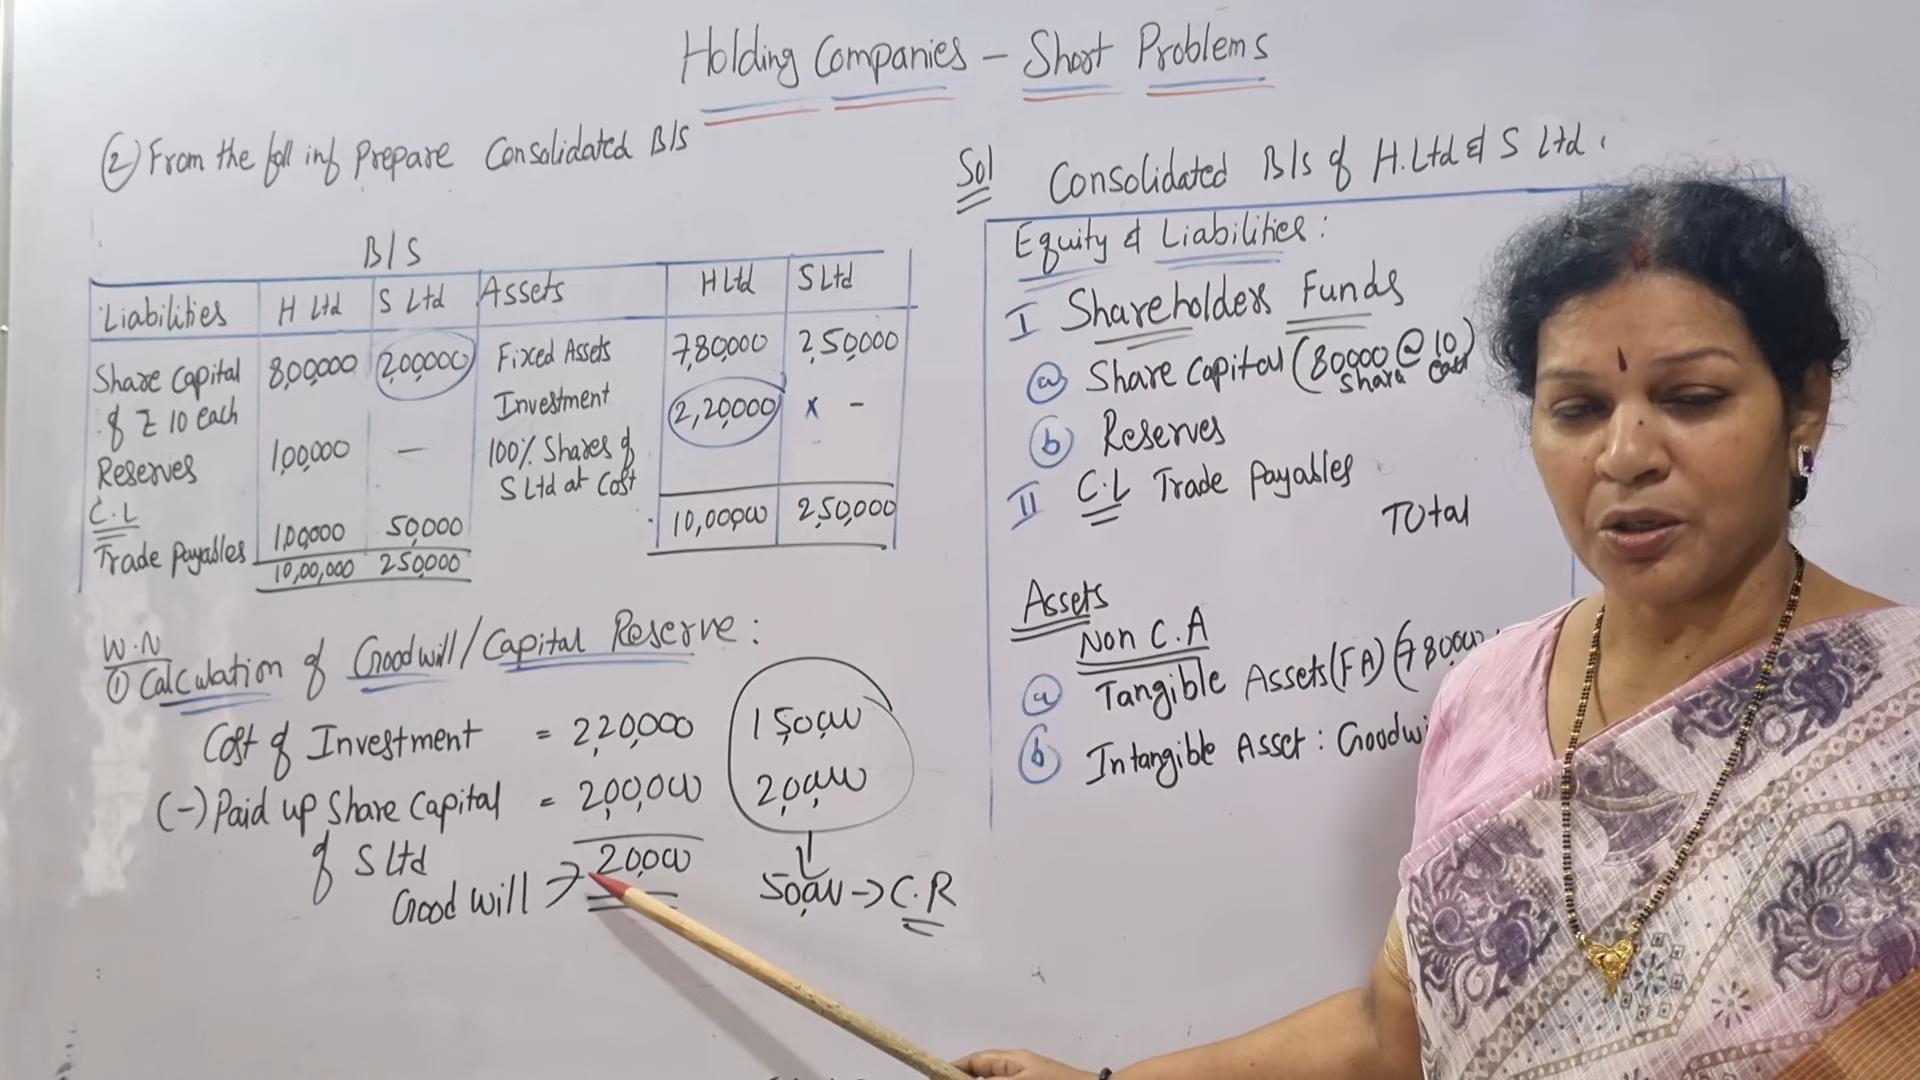 Holding Companies - Short Problems
② From the foll inf Prepare Consolidated B/S
B/S
Liabilities H Ltd S Ltd Assets H Ltd S Ltd
Share Capital 8,00,000 2,00,000 Fixed Assets 7,80,000 2,50,000
of ₹ 10 each Investment 2,20,000 x -
Reserves 1,00,000 — 100% Shares of
S Ltd at Cost
C.L 10,00,000 2,50,000
Trade Payables 1,00,000 50,000
10,00,000 250,000
W.N
① Calculation of Goodwill/Capital Reserve:
Cost of Investment = 2,20,000 1,50,000
(-) Paid up Share Capital = 2,00,000 2,00,000
of S Ltd
Good will → 20,000 50,000 → C.R
Sol Consolidated B/S of H.Ltd & S Ltd.
Equity & Liabilities:
I Shareholders Funds
ⓐ Share Capital (80000 @ 10)
Share
ⓑ Reserves
II C.L Trade Payables
Total
Assets
Non C.A
ⓐ Tangible Assets (FA) (780,000
ⓑ Intangible Asset: Goodwi